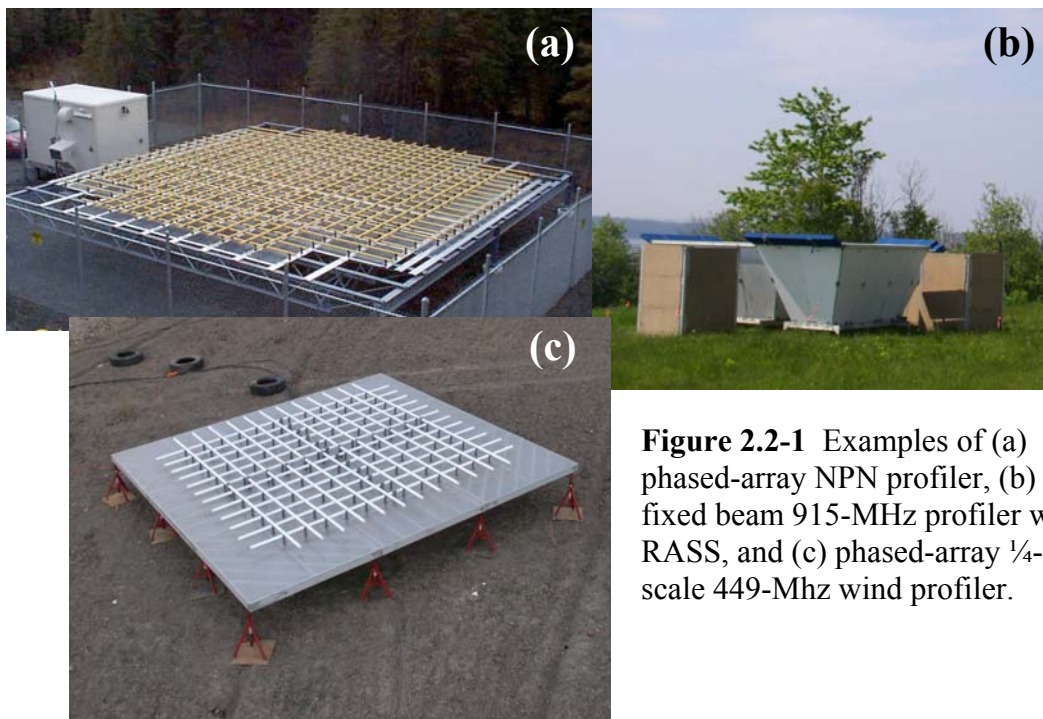 (a)
(b)
(c)
Figure 2.2-1 Examples of (a)
phased-array NPN profiler, (b)
fixed beam 915-MHz profiler w
RASS, and (c) phased-array ¼-
scale 449-Mhz wind profiler.